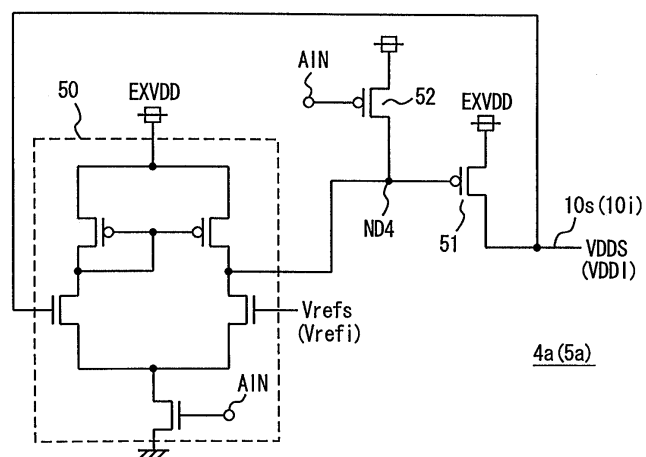 AIN
50
EXVDD
52
EXVDD
ND4
51
10s(10i)
VDDS
(VDDI)
Vrefs
(Vrefi)
4a(5a)
AIN